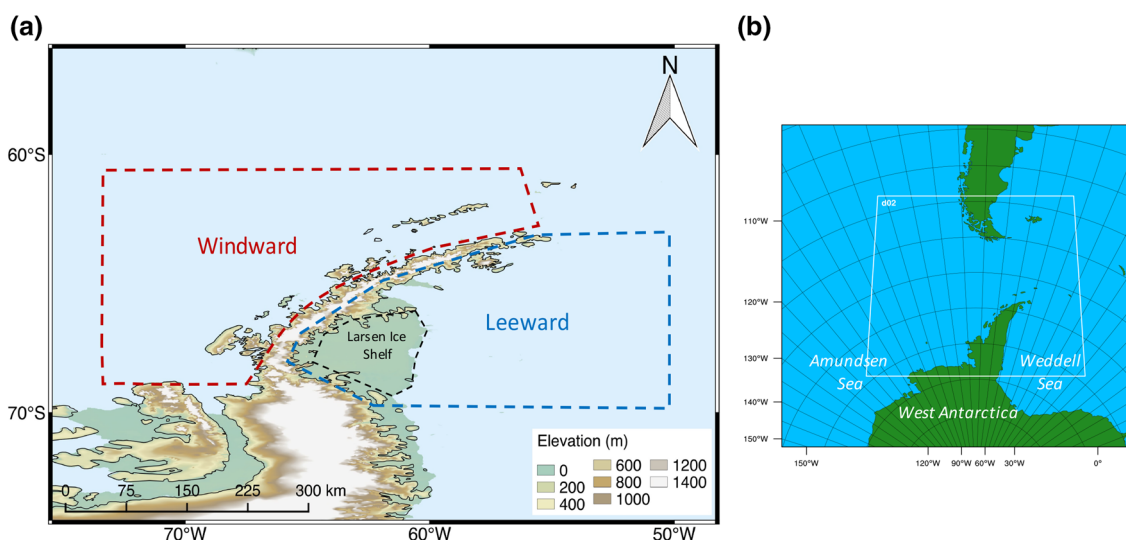 (a)
N
60°S
70°S
Windward
Leeward
Larsen Ice
Shelf
Elevation (m)
0
200
400
600
800
1000
1200
1400
0 75 150 225 300 km
70°W 60°W 50°W
(b)
d02
110°W
120°W
130°W
140°W
150°W
Amundsen
Sea
Weddell
Sea
West Antarctica
150°W 120°W 90°W 60°W 30°W 0°